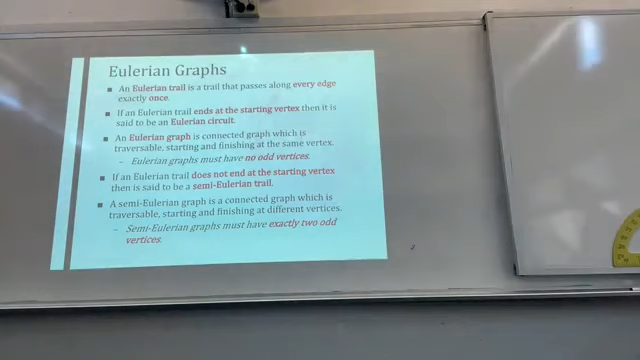 Eulerian Graphs
An Eulerian trail is a trail that passes along every edge
exactly once.
If an Eulerian trail ends at the starting vertex then it is
said to be an Eulerian circuit.
An Eulerian graph is connected graph which is
traversable, starting and finishing at the same vertex.
– Eulerian graphs must have no odd vertices.
If an Eulerian trail does not end at the starting vertex
then is said to be a semi-Eulerian trail.
A semi-Eulerian graph is a connected graph which is
traversable, starting and finishing at different vertices.
– Semi-Eulerian graphs must have exactly two odd
vertices.